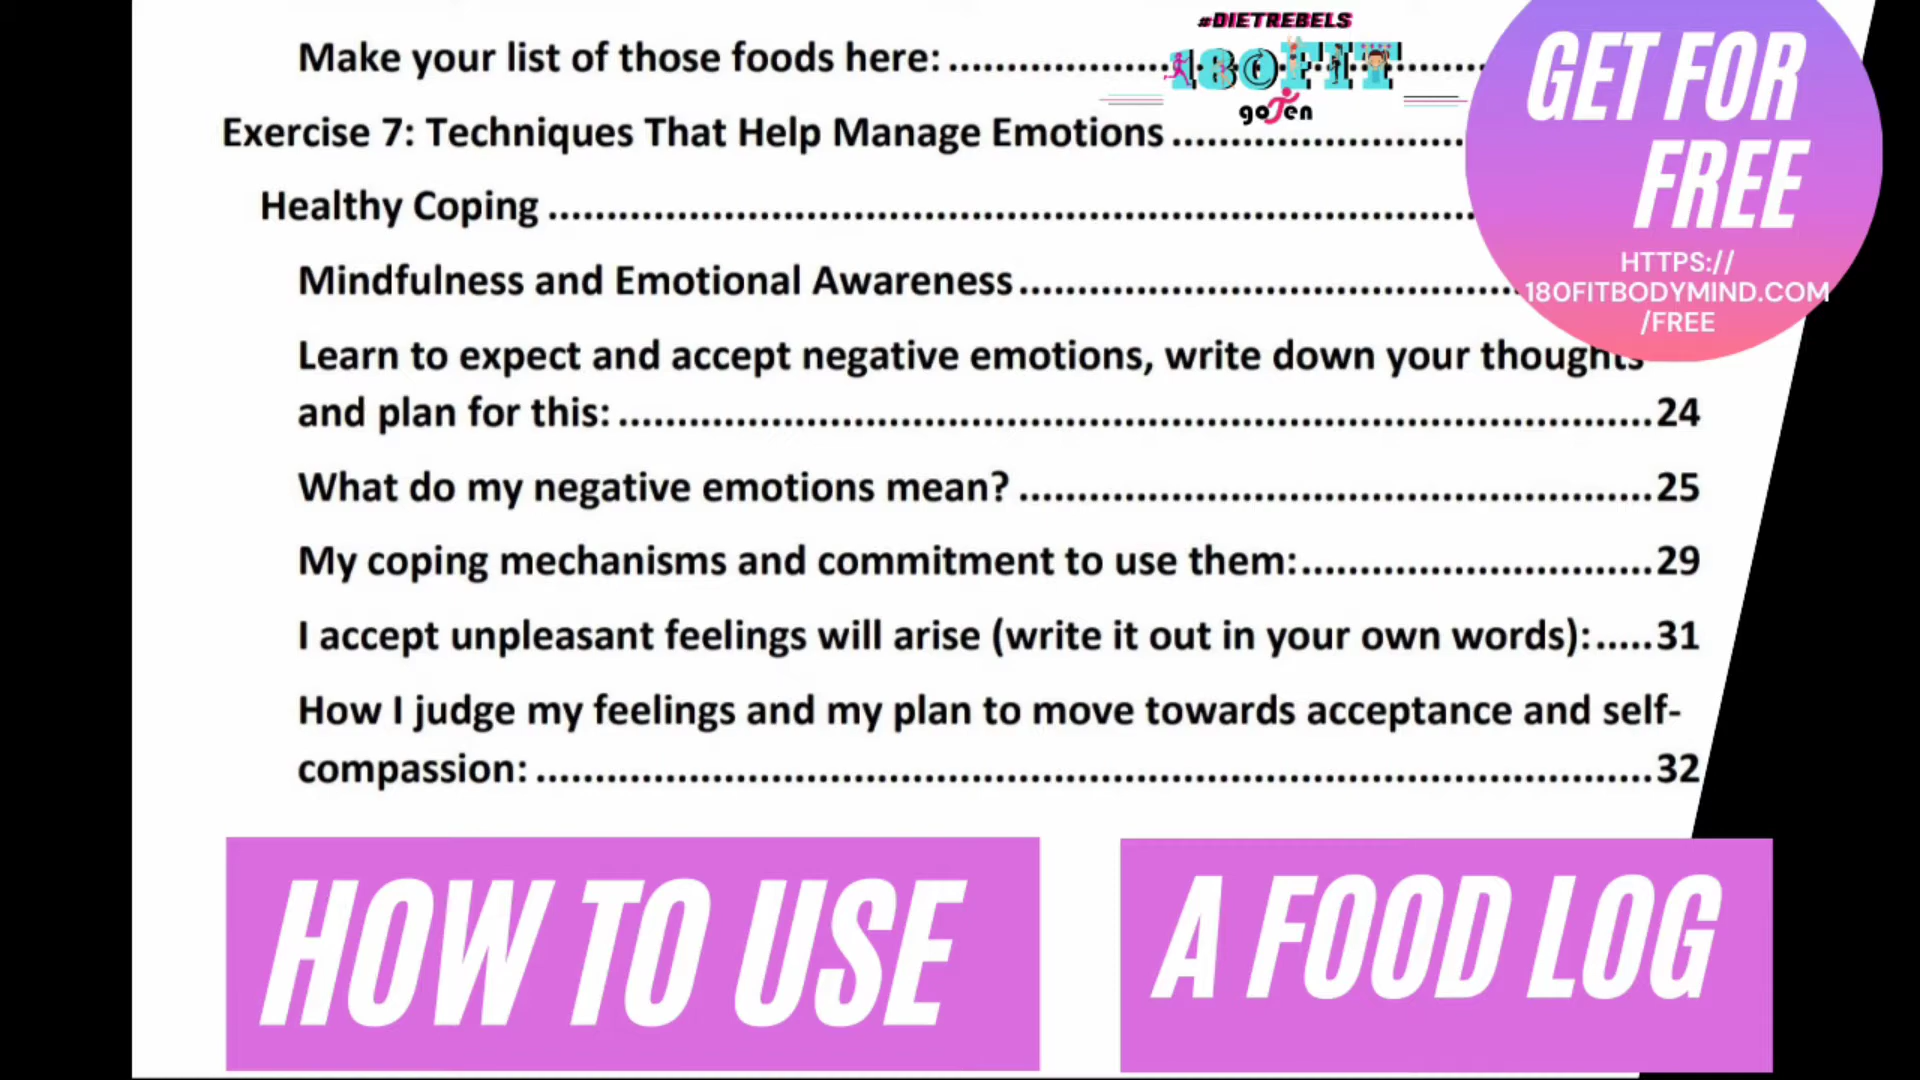 #DIETREBELS
180FIT
goTen
GET FOR
FREE
HTTPS://
180FITBODYMIND.COM
/FREE
Make your list of those foods here:
Exercise 7: Techniques That Help Manage Emotions
Healthy Coping
Mindfulness and Emotional Awareness
Learn to expect and accept negative emotions, write down your thoughts
and plan for this: 24
What do my negative emotions mean? 25
My coping mechanisms and commitment to use them: 29
I accept unpleasant feelings will arise (write it out in your own words): 31
How I judge my feelings and my plan to move towards acceptance and self-
compassion: 32
HOW TO USE
A FOOD LOG